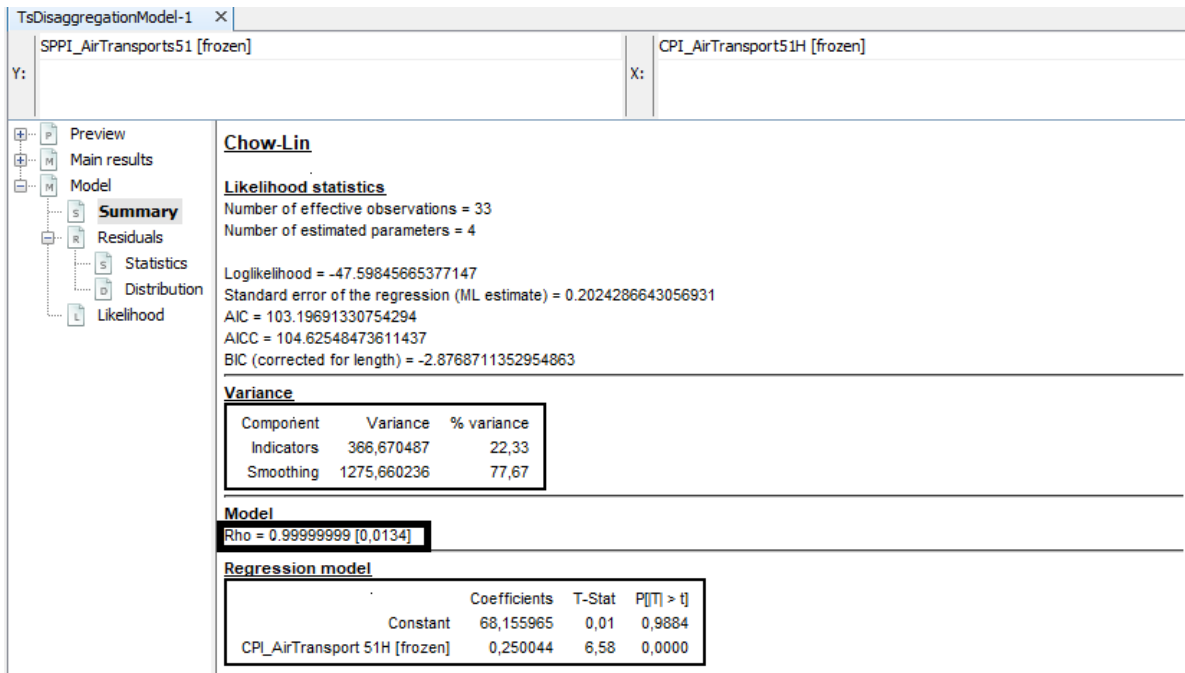 TsDisaggregationModel-1 ×
SPPI_AirTransports51 [frozen]
CPI_AirTransport51H [frozen]
Y:
X:
Preview
Main results
Model
Summary
Residuals
Statistics
Distribution
Likelihood
Chow-Lin
Likelihood statistics
Number of effective observations = 33
Number of estimated parameters = 4
Loglikelihood = -47.59845665377147
Standard error of the regression (ML estimate) = 0.2024286643056931
AIC = 103.19691330754294
AICC = 104.62548473611437
BIC (corrected for length) = -2.8768711352954863
Variance
Component Variance % variance
Indicators 366,670487 22,33
Smoothing 1275,660236 77,67
Model
Rho = 0.99999999 [0,0134]
Regression model
Coefficients T-Stat P[|T| > t]
Constant 68,155965 0,01 0,9884
CPI_AirTransport 51H [frozen] 0,250044 6,58 0,0000